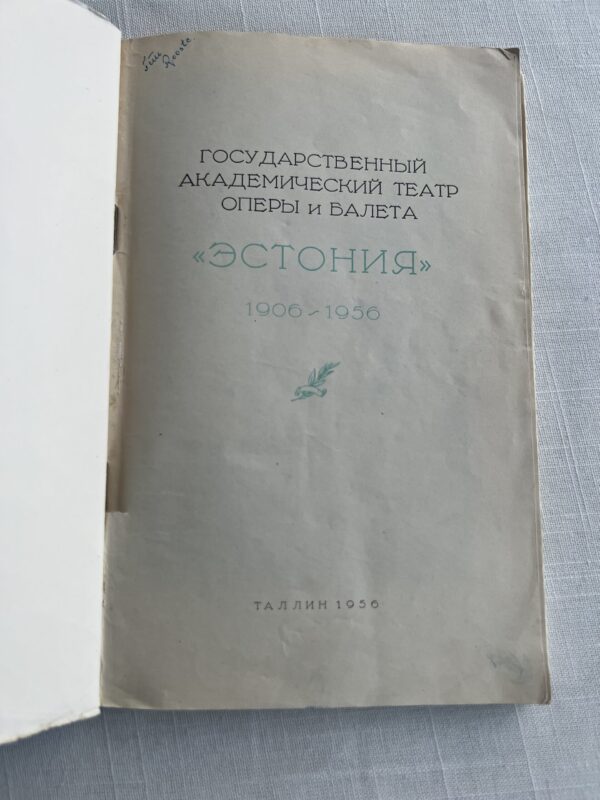 ГОСУДАРСТВЕННЫЙ
АКАДЕМИЧЕСКИЙ ТЕАТР
ОПЕРЫ и БАЛЕТА
«ЭСТОНИЯ»
1906-1956
ТАЛЛИН 1956